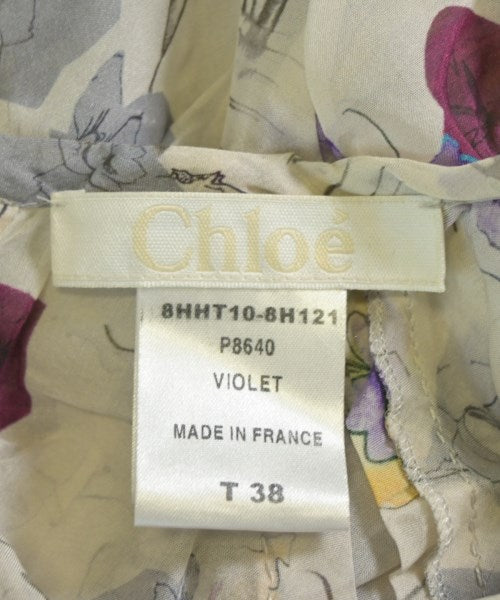 Chloé
8HHT10-8H121
P8640
VIOLET
MADE IN FRANCE
T 38